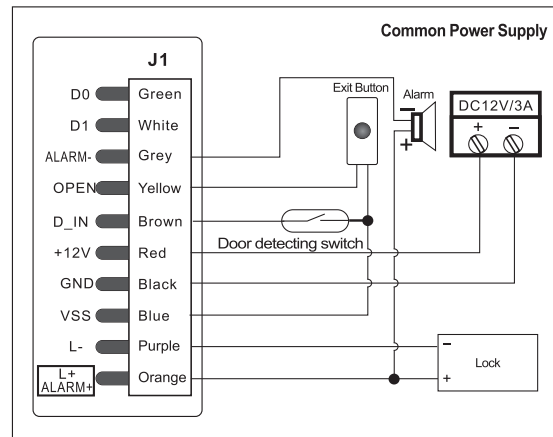 Common Power Supply
J1
D0 Green
D1 White
ALARM- Grey
OPEN Yellow
D_IN Brown
+12V Red
GND Black
VSS Blue
L- Purple
L+
ALARM+
Orange
Exit Button
Alarm
−
+
DC12V/3A
+ −
Door detecting switch
−
+
Lock